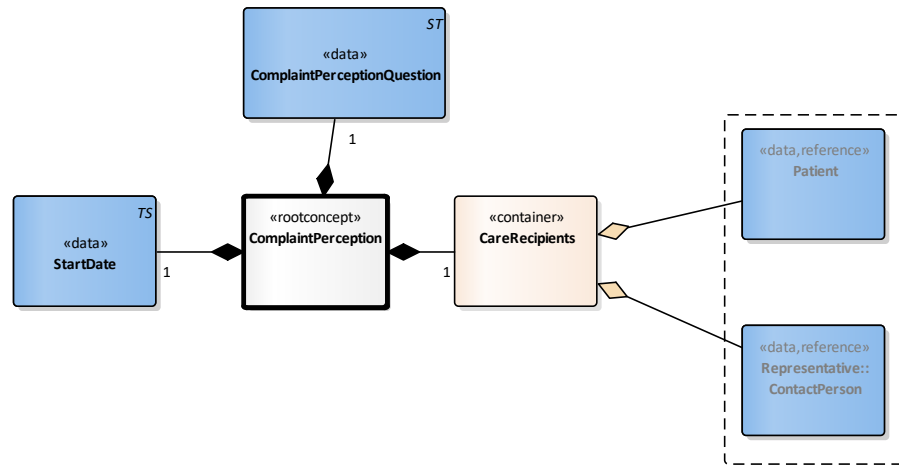 ST
«data»
ComplaintPerceptionQuestion
1
«data,reference»
Patient
TS
«data»
StartDate
1
«rootconcept»
ComplaintPerception
1
«container»
CareRecipients
«data,reference»
Representative::
ContactPerson